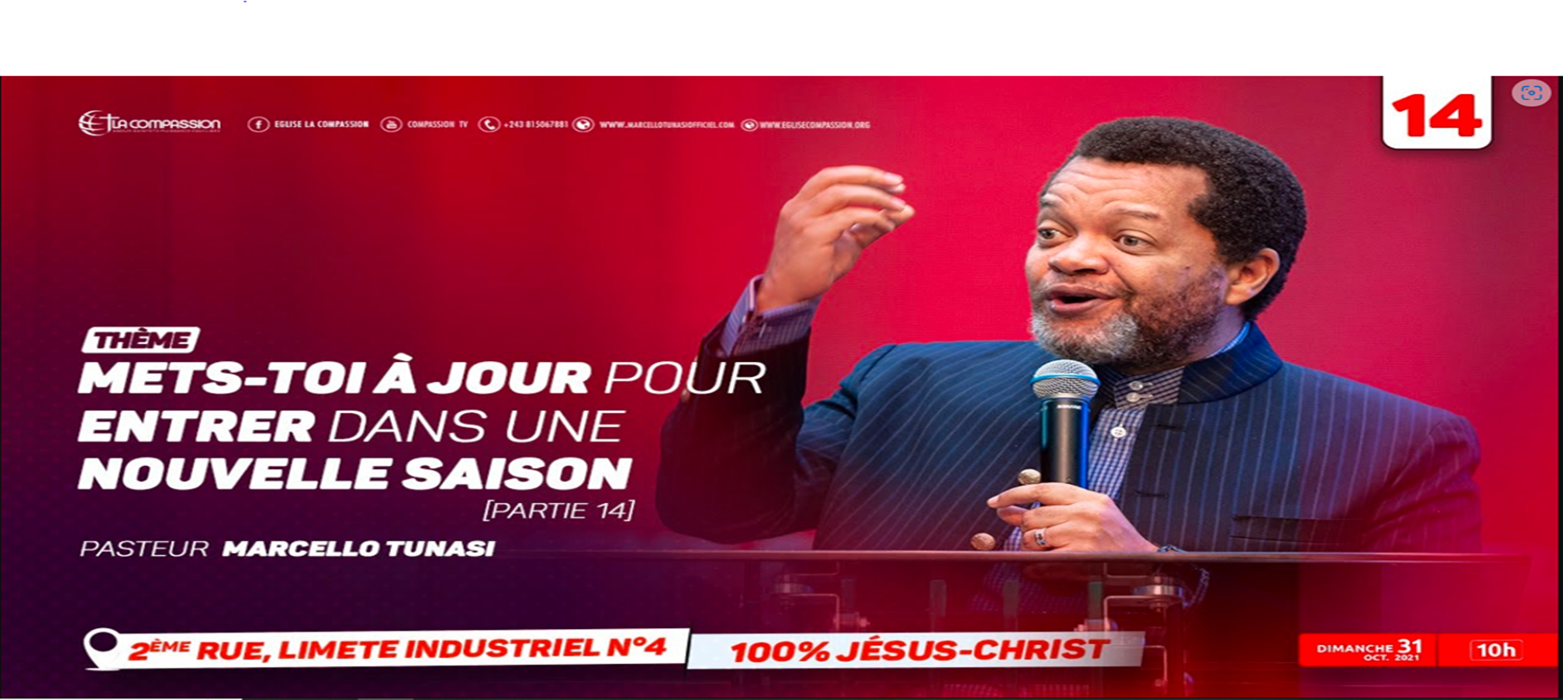 14
LA COMPASSION
EGLISE LA COMPASSION
COMPASSION TV
+243 815067881
WWW.MARCELLOTUNASIOFFICIEL.COM
WWW.EGLISECOMPASSION.ORG
THÈME
METS-TOI À JOUR POUR
ENTRER DANS UNE
NOUVELLE SAISON
[PARTIE 14]
PASTEUR MARCELLO TUNASI
2ÈME RUE, LIMETE INDUSTRIEL N°4
100% JÉSUS-CHRIST
DIMANCHE 31
OCT. 2021
10h